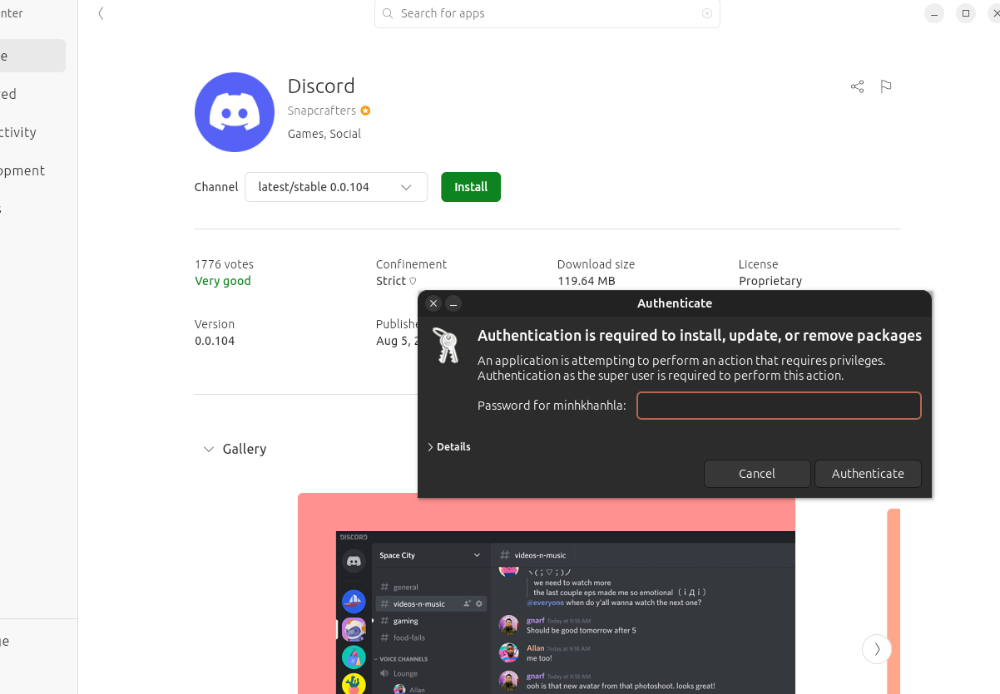 nter
Search for apps
e
red
ctivity
opment
s
ge
Discord
Snapcrafters
Games, Social
Channel
latest/stable 0.0.104
Install
1776 votes
Very good
Confinement
Strict
Download size
119.64 MB
License
Proprietary
Version
0.0.104
Publishe
Aug 5, 2
Authenticate
Authentication is required to install, update, or remove packages
An application is attempting to perform an action that requires privileges.
Authentication as the super user is required to perform this action.
Password for minhkhanhla:
Details
Cancel
Authenticate
Gallery
DISCORD
Space City
# general
# videos-n-music
# gaming
# food-fails
VOICE CHANNELS
Lounge
Allan
# videos-n-music
ヽ(；▽；)ノ
we need to watch more
the last couple eps made me so emotional（ｉДｉ）
@everyone when do y'all wanna watch the next one?
gnarf Today at 9:18 AM
Should be good tomorrow after 5
Allan Today at 9:18 AM
me too!
gnarf Today at 9:18 AM
ooh is that new avatar from that photoshoot. looks great!